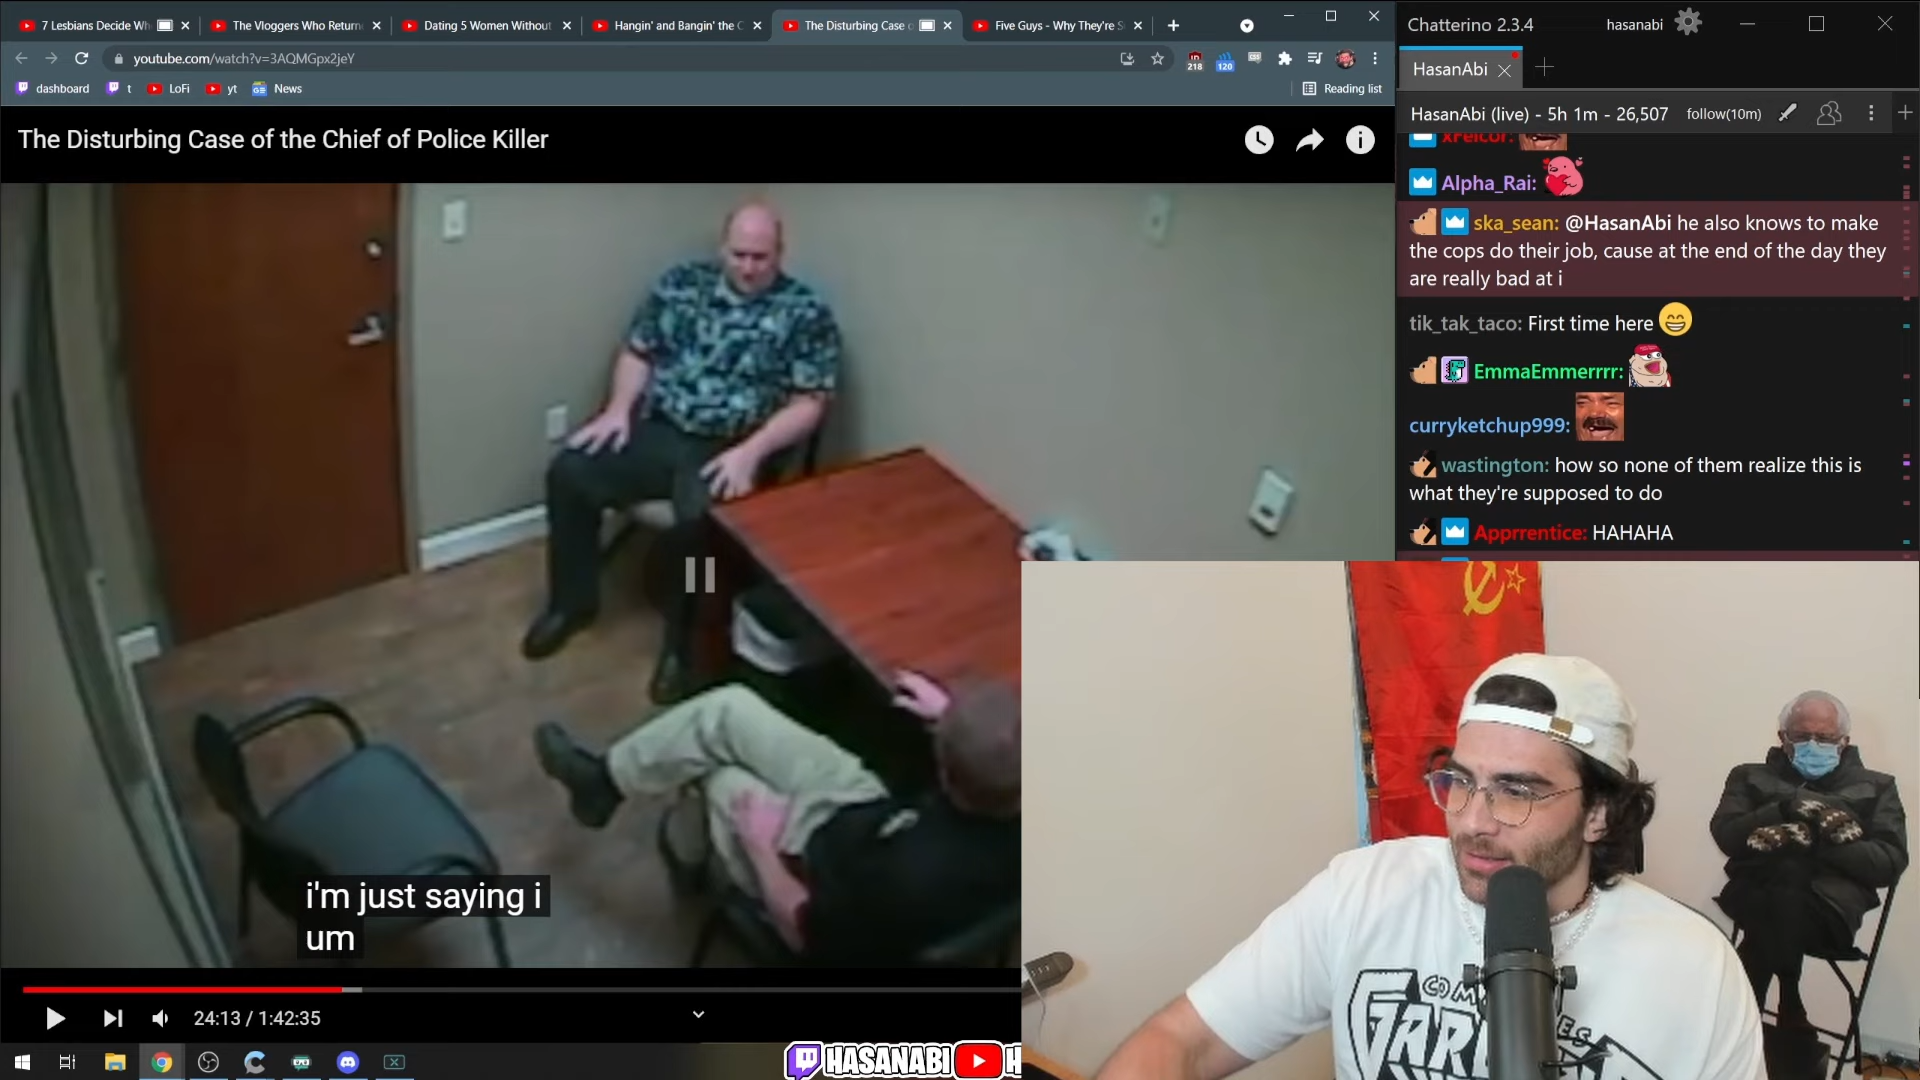 7 Lesbians Decide Wh
The Vloggers Who Return
Dating 5 Women Without
Hangin' and Bangin' the C
The Disturbing Case o
Five Guys - Why They're S
youtube.com/watch?v=3AQMGpx2jeY
218
120
dashboard
t
LoFi
yt
News
Reading list
The Disturbing Case of the Chief of Police Killer
i'm just saying i
um
24:13 / 1:42:35
HASANABI
H
Chatterino 2.3.4
hasanabi
HasanAbi
HasanAbi (live) - 5h 1m - 26,507
follow(10m)
xFelcor:
Alpha_Rai:
ska_sean: @HasanAbi he also knows to make
the cops do their job, cause at the end of the day they
are really bad at i
tik_tak_taco: First time here
EmmaEmmerrrr:
curryketchup999:
wastington: how so none of them realize this is
what they're supposed to do
Apprrentice: HAHAHA